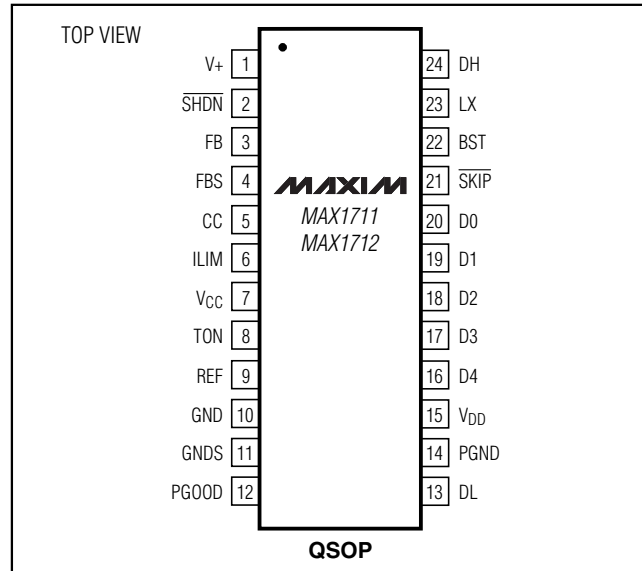 TOP VIEW
V+ 1
S̅H̅D̅N̅ 2
FB 3
FBS 4
CC 5
ILIM 6
VCC 7
TON 8
REF 9
GND 10
GNDS 11
PGOOD 12
MAXIM
MAX1711
MAX1712
24 DH
23 LX
22 BST
21 S̅K̅I̅P̅
20 D0
19 D1
18 D2
17 D3
16 D4
15 VDD
14 PGND
13 DL
QSOP